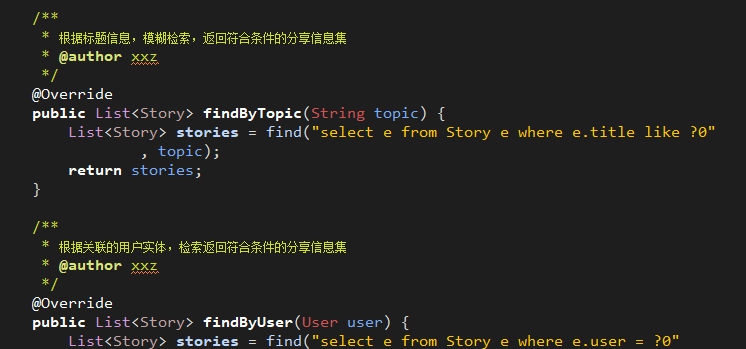 /**
 * 根据标题信息，模糊检索，返回符合条件的分享信息集
 * @author xxz
 */
@Override
public List<Story> findByTopic(String topic) {
    List<Story> stories = find("select e from Story e where e.title like ?0"
            , topic);
    return stories;
}
/**
 * 根据关联的用户实体，检索返回符合条件的分享信息集
 * @author xxz
 */
@Override
public List<Story> findByUser(User user) {
    List<Story> stories = find("select e from Story e where e.user = ?0"